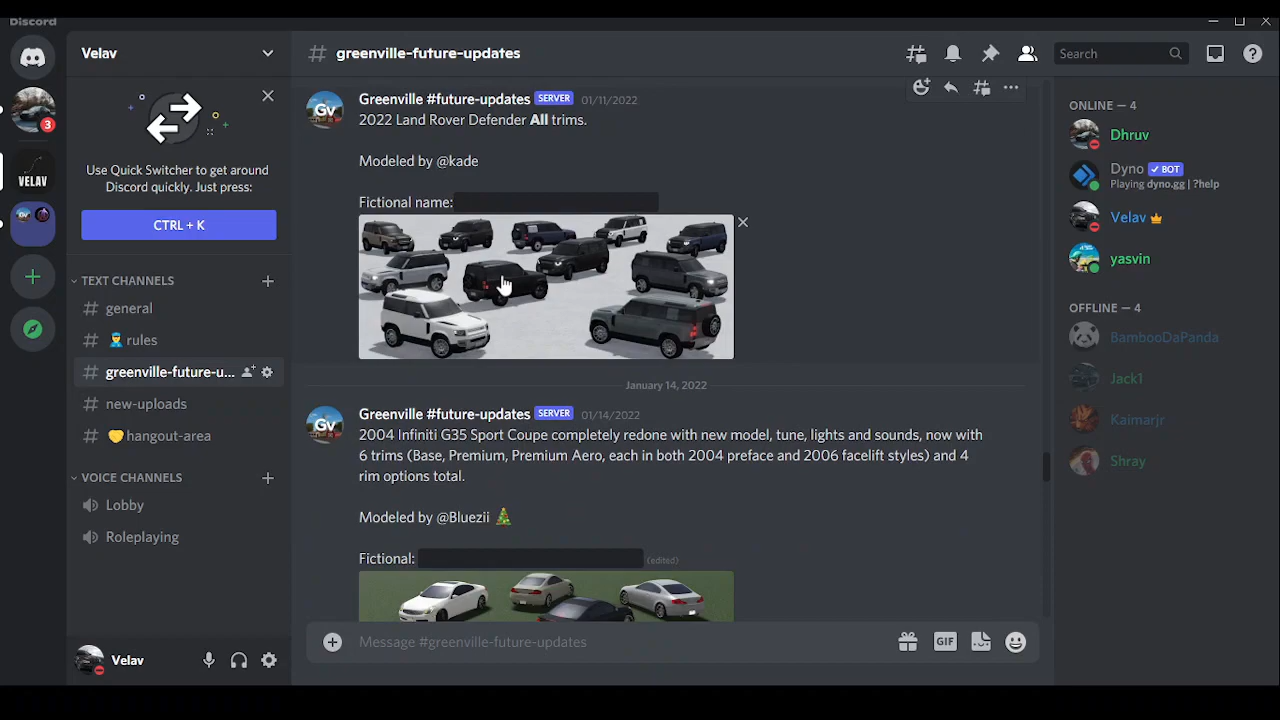 Discord
Velav
# greenville-future-updates
Search
3
VELAV
Gv
Use Quick Switcher to get around
Discord quickly. Just press:
CTRL + K
TEXT CHANNELS
# general
# rules
# greenville-future-u...
# new-uploads
# hangout-area
VOICE CHANNELS
Lobby
Roleplaying
Velav
Gv
Greenville #future-updates SERVER 01/11/2022
2022 Land Rover Defender All trims.
Modeled by @kade
Fictional name:
January 14, 2022
Gv
Greenville #future-updates SERVER 01/14/2022
2004 Infiniti G35 Sport Coupe completely redone with new model, tune, lights and sounds, now with
6 trims (Base, Premium, Premium Aero, each in both 2004 preface and 2006 facelift styles) and 4
rim options total.
Modeled by @Bluezii
Fictional: (edited)
Message #greenville-future-updates
GIF
ONLINE — 4
Dhruv
Dyno BOT
Playing dyno.gg | ?help
Velav
yasvin
OFFLINE — 4
BambooDaPanda
Jack1
Kaimarjr
Shray